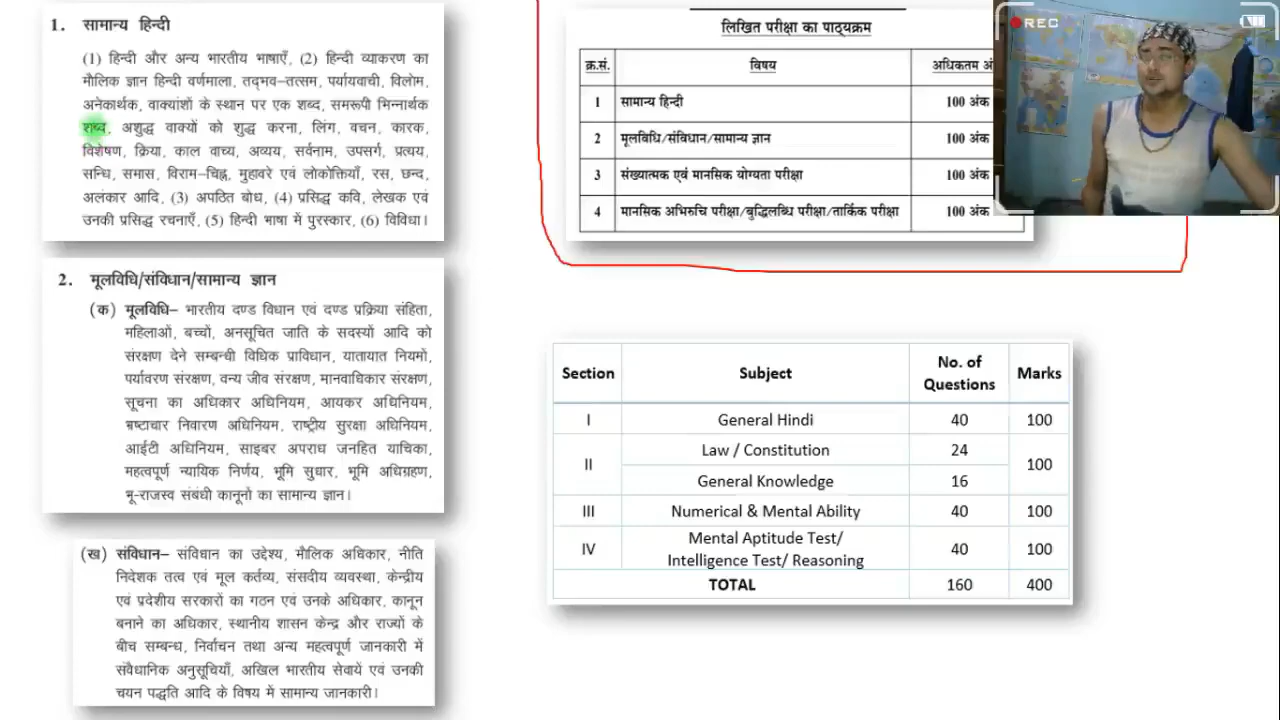 1. सामान्य हिन्दी
(1) हिन्दी और अन्य भारतीय भाषाएँ, (2) हिन्दी व्याकरण का
मौलिक ज्ञान हिन्दी वर्णमाला, तद्भव-तत्सम, पर्यायवाची, विलोम,
अनेकार्थक, वाक्यांशों के स्थान पर एक शब्द, समरूपी भिन्नार्थक
शब्द, अशुद्ध वाक्यों को शुद्ध करना, लिंग, वचन, कारक,
विशेषण, क्रिया, काल वाच्य, अव्यय, सर्वनाम, उपसर्ग, प्रत्यय,
सन्धि, समास, विराम-चिह्न, मुहावरे एवं लोकोक्तियाँ, रस, छन्द,
अलंकार आदि, (3) अपठित बोध, (4) प्रसिद्ध कवि, लेखक एवं
उनकी प्रसिद्ध रचनाएँ, (5) हिन्दी भाषा में पुरस्कार, (6) विविधा।
2. मूलविधि/संविधान/सामान्य ज्ञान
(क) मूलविधि– भारतीय दण्ड विधान एवं दण्ड प्रक्रिया संहिता,
महिलाओं, बच्चों, अनसूचित जाति के सदस्यों आदि को
संरक्षण देने सम्बन्धी विधिक प्राविधान, यातायात नियमों,
पर्यावरण संरक्षण, वन्य जीव संरक्षण, मानवाधिकार संरक्षण,
सूचना का अधिकार अधिनियम, आयकर अधिनियम,
भ्रष्टाचार निवारण अधिनियम, राष्ट्रीय सुरक्षा अधिनियम,
आईटी अधिनियम, साइबर अपराध जनहित याचिका,
महत्वपूर्ण न्यायिक निर्णय, भूमि सुधार, भूमि अधिग्रहण,
भू-राजस्व संबंधी कानूनों का सामान्य ज्ञान।
(ख) संविधान– संविधान का उद्देश्य, मौलिक अधिकार, नीति
निदेशक तत्व एवं मूल कर्तव्य, संसदीय व्यवस्था, केन्द्रीय
एवं प्रदेशीय सरकारों का गठन एवं उनके अधिकार, कानून
बनाने का अधिकार, स्थानीय शासन केन्द्र और राज्यों के
बीच सम्बन्ध, निर्वाचन तथा अन्य महत्वपूर्ण जानकारी में
संवैधानिक अनुसूचियाँ, अखिल भारतीय सेवायें एवं उनकी
चयन पद्धति आदि के विषय में सामान्य जानकारी।
लिखित परीक्षा का पाठ्यक्रम
क्र.सं. विषय अधिकतम
1 सामान्य हिन्दी 100 अंक
2 मूलविधि/संविधान/सामान्य ज्ञान 100 अंक
3 संख्यात्मक एवं मानसिक योग्यता परीक्षा 100 अंक
4 मानसिक अभिरुचि परीक्षा/बुद्धिलब्धि परीक्षा/तार्किक परीक्षा 100 अंक
REC
Section Subject No. of Questions Marks
I General Hindi 40 100
II Law / Constitution 24 100
General Knowledge 16
III Numerical & Mental Ability 40 100
IV Mental Aptitude Test/ Intelligence Test/ Reasoning 40 100
TOTAL 160 400